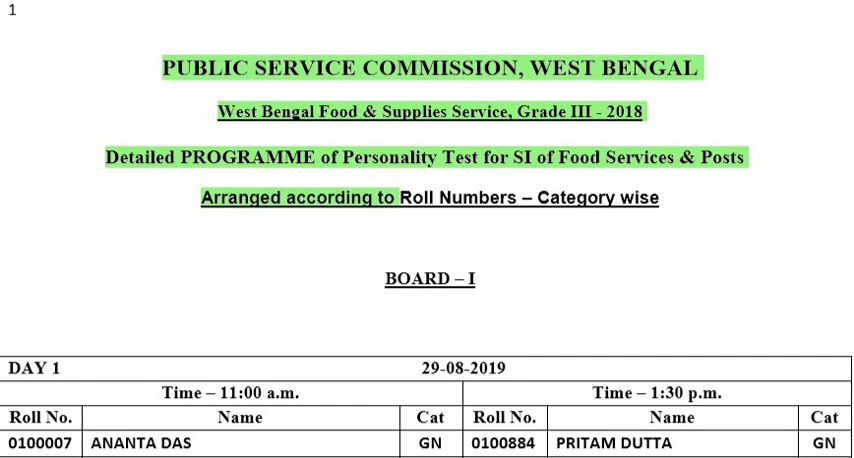 1
PUBLIC SERVICE COMMISSION, WEST BENGAL
West Bengal Food & Supplies Service, Grade III - 2018
Detailed PROGRAMME of Personality Test for SI of Food Services & Posts
Arranged according to Roll Numbers – Category wise
BOARD – I
DAY 1 29-08-2019
Time – 11:00 a.m. Time – 1:30 p.m.
Roll No. Name Cat Roll No. Name Cat
0100007 ANANTA DAS GN 0100884 PRITAM DUTTA GN